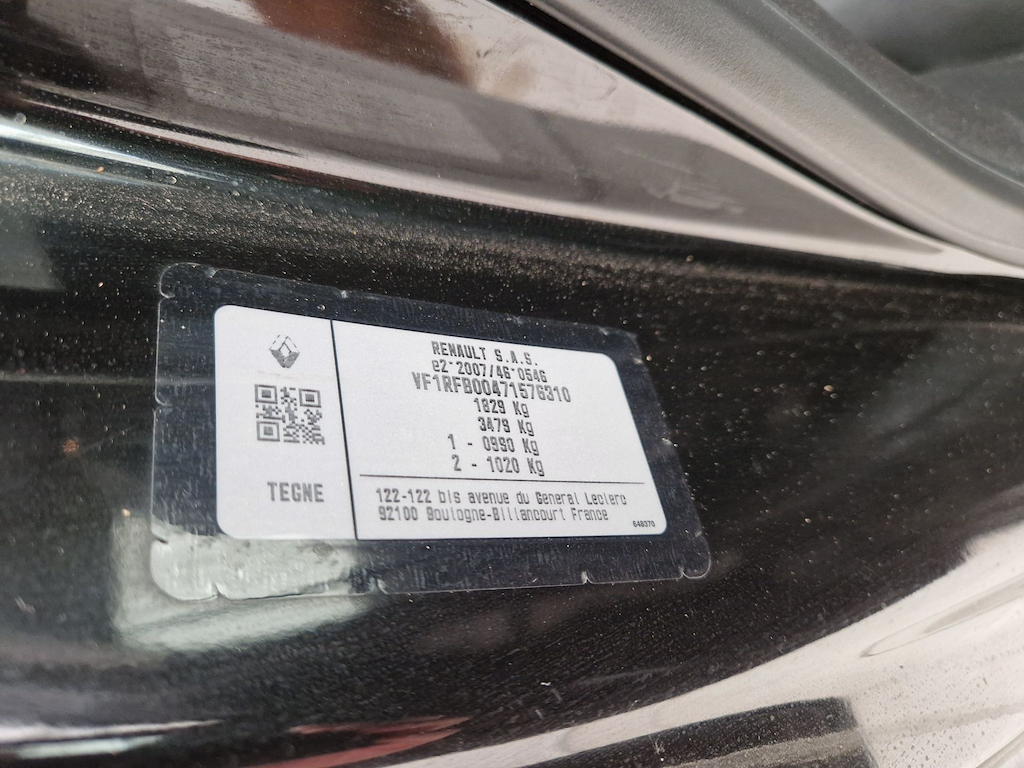 RENAULT S.A.S.
e2*2007/46*0546
VF1RFB00471576310
1829 Kg
3479 Kg
1 - 0990 Kg
2 - 1020 Kg
TEGNE
122-122 bis avenue du General Leclerc
92100 Boulogne-Billancourt France
648370